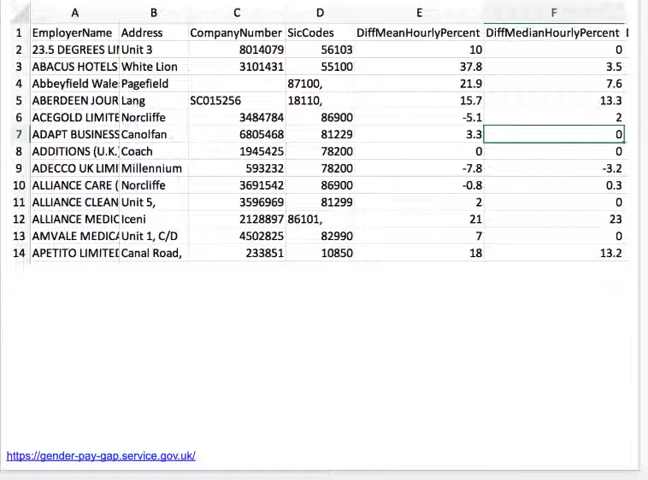 A B C D E F
1 EmployerName Address CompanyNumber SicCodes DiffMeanHourlyPercent DiffMedianHourlyPercent
2 23.5 DEGREES LI Unit 3 8014079 56103 10 0
3 ABACUS HOTELS White Lion 3101431 55100 37.8 3.5
4 Abbeyfield Wale Pagefield 87100, 21.9 7.6
5 ABERDEEN JOUR Lang SC015256 18110, 15.7 13.3
6 ACEGOLD LIMITE Norcliffe 3484784 86900 -5.1 2
7 ADAPT BUSINESS Canolfan 6805468 81229 3.3 0
8 ADDITIONS (U.K. Coach 1945425 78200 0 0
9 ADECCO UK LIMI Millennium 593232 78200 -7.8 -3.2
10 ALLIANCE CARE ( Norcliffe 3691542 86900 -0.8 0.3
11 ALLIANCE CLEAN Unit 5, 3596969 81299 2 0
12 ALLIANCE MEDIC Iceni 2128897 86101, 21 23
13 AMVALE MEDICA Unit 1, C/D 4502825 82990 7 0
14 APETITO LIMITED Canal Road, 233851 10850 18 13.2
https://gender-pay-gap.service.gov.uk/